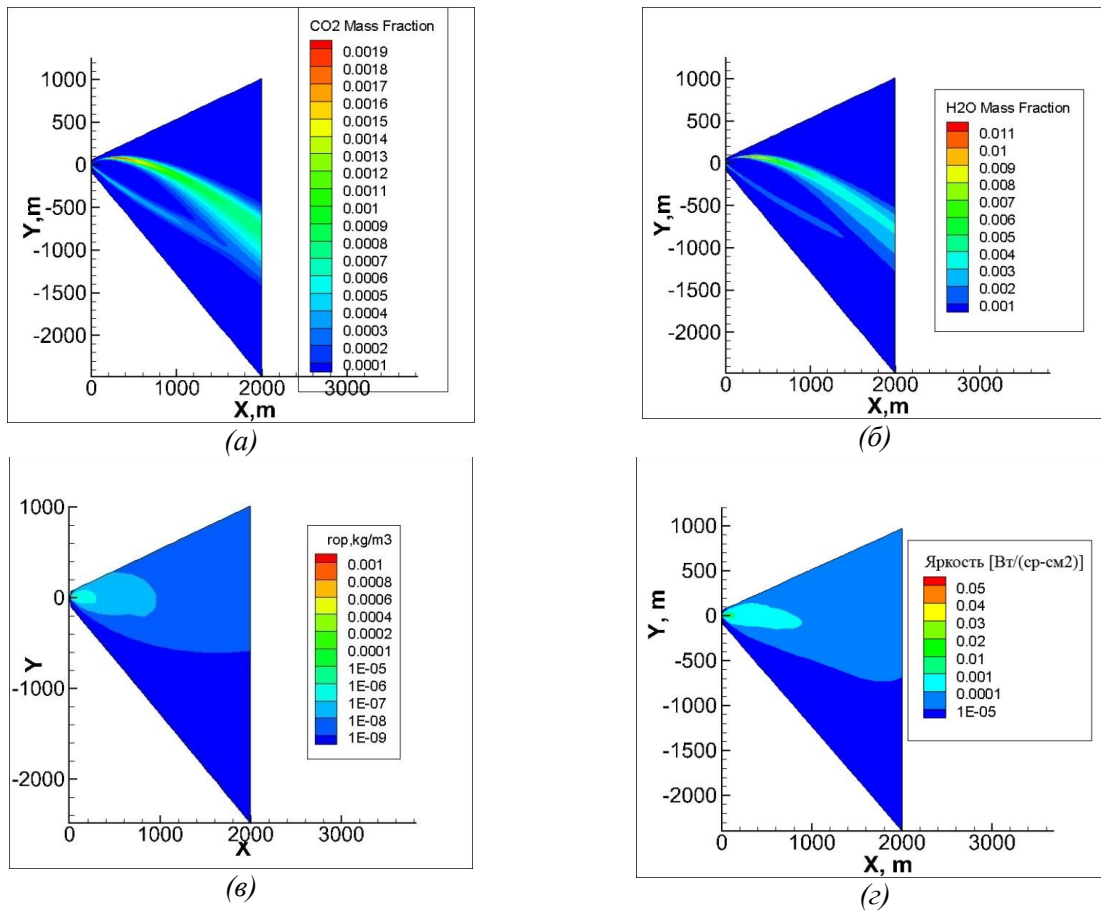 CO2 Mass Fraction
0.0019
0.0018
0.0017
0.0016
0.0015
0.0014
0.0013
0.0012
0.0011
0.001
0.0009
0.0008
0.0007
0.0006
0.0005
0.0004
0.0003
0.0002
0.0001
1000
500
0
-500
-1000
-1500
-2000
Y,m
0 1000 2000 3000
X,m
(а)
H2O Mass Fraction
0.011
0.01
0.009
0.008
0.007
0.006
0.005
0.004
0.003
0.002
0.001
1000
500
0
-500
-1000
-1500
-2000
Y,m
0 1000 2000 3000
X,m
(б)
rop,kg/m3
0.001
0.0008
0.0006
0.0004
0.0002
0.0001
1E-05
1E-06
1E-07
1E-08
1E-09
1000
0
-1000
-2000
Y
0 1000 2000 3000
X
(в)
Яркость [Вт/(ср-см2)]
0.05
0.04
0.03
0.02
0.01
0.001
0.0001
1E-05
1000
500
0
-500
-1000
-1500
-2000
Y, m
0 1000 2000 3000
X, m
(г)